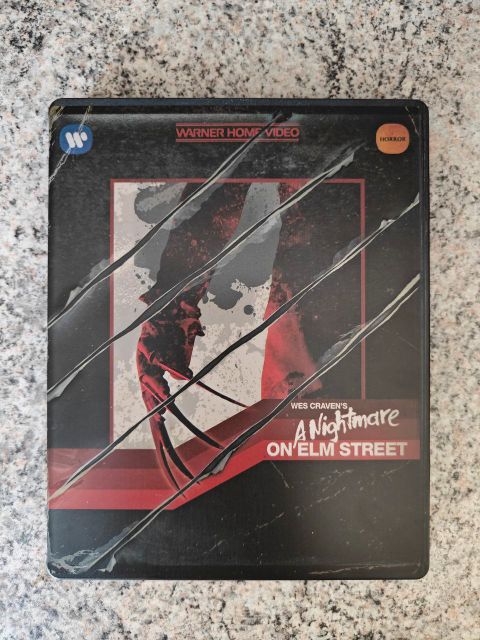 WARNER HOME VIDEO
HORROR
WES CRAVEN'S
A Nightmare
ON ELM STREET